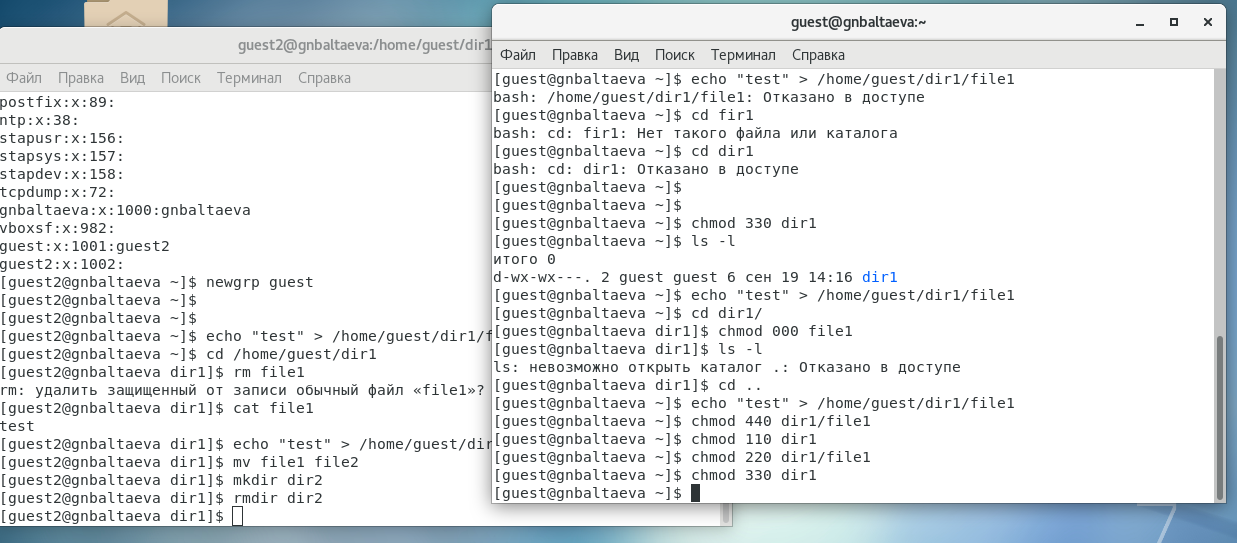 guest2@gnbaltaeva:/home/guest/dir1
Файл Правка Вид Поиск Терминал Справка
postfix:x:89:
ntp:x:38:
stapusr:x:156:
stapsys:x:157:
stapdev:x:158:
tcpdump:x:72:
gnbaltaeva:x:1000:gnbaltaeva
vboxsf:x:982:
guest:x:1001:guest2
guest2:x:1002:
[guest2@gnbaltaeva ~]$ newgrp guest
[guest2@gnbaltaeva ~]$
[guest2@gnbaltaeva ~]$
[guest2@gnbaltaeva ~]$ echo "test" > /home/guest/dir1/f
[guest2@gnbaltaeva ~]$ cd /home/guest/dir1
[guest2@gnbaltaeva dir1]$ rm file1
rm: удалить защищенный от записи обычный файл «file1»?
[guest2@gnbaltaeva dir1]$ cat file1
test
[guest2@gnbaltaeva dir1]$ echo "test" > /home/guest/dir
[guest2@gnbaltaeva dir1]$ mv file1 file2
[guest2@gnbaltaeva dir1]$ mkdir dir2
[guest2@gnbaltaeva dir1]$ rmdir dir2
[guest2@gnbaltaeva dir1]$
guest@gnbaltaeva:~
Файл Правка Вид Поиск Терминал Справка
[guest@gnbaltaeva ~]$ echo "test" > /home/guest/dir1/file1
bash: /home/guest/dir1/file1: Отказано в доступе
[guest@gnbaltaeva ~]$ cd fir1
bash: cd: fir1: Нет такого файла или каталога
[guest@gnbaltaeva ~]$ cd dir1
bash: cd: dir1: Отказано в доступе
[guest@gnbaltaeva ~]$
[guest@gnbaltaeva ~]$
[guest@gnbaltaeva ~]$ chmod 330 dir1
[guest@gnbaltaeva ~]$ ls -l
итого 0
d-wx-wx---. 2 guest guest 6 сен 19 14:16 dir1
[guest@gnbaltaeva ~]$ echo "test" > /home/guest/dir1/file1
[guest@gnbaltaeva ~]$ cd dir1/
[guest@gnbaltaeva dir1]$ chmod 000 file1
[guest@gnbaltaeva dir1]$ ls -l
ls: невозможно открыть каталог .: Отказано в доступе
[guest@gnbaltaeva dir1]$ cd ..
[guest@gnbaltaeva ~]$ echo "test" > /home/guest/dir1/file1
[guest@gnbaltaeva ~]$ chmod 440 dir1/file1
[guest@gnbaltaeva ~]$ chmod 110 dir1
[guest@gnbaltaeva ~]$ chmod 220 dir1/file1
[guest@gnbaltaeva ~]$ chmod 330 dir1
[guest@gnbaltaeva ~]$